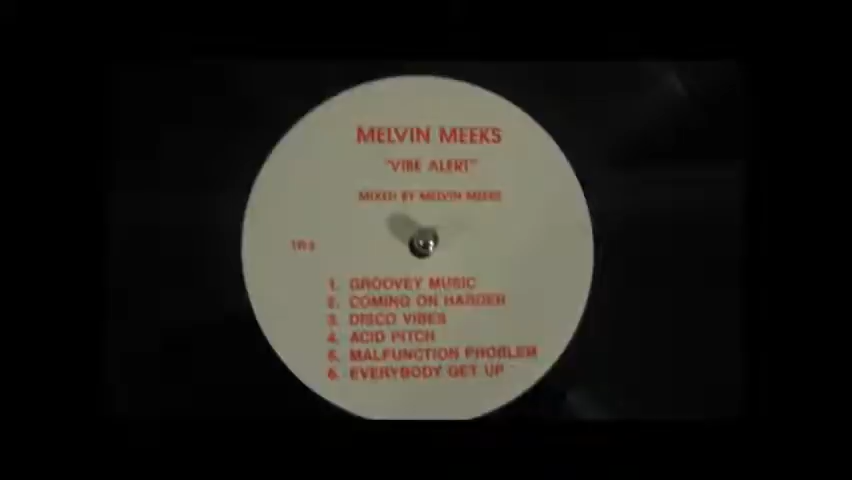 MELVIN MEEKS
"VIBE ALERT"
MIXED BY MELVIN MEEKS
1. GROOVEY MUSIC
2. COMING ON HARDER
3. DISCO VIBES
4. ACID PITCH
5. MALFUNCTION PROBLEM
6. EVERYBODY GET UP